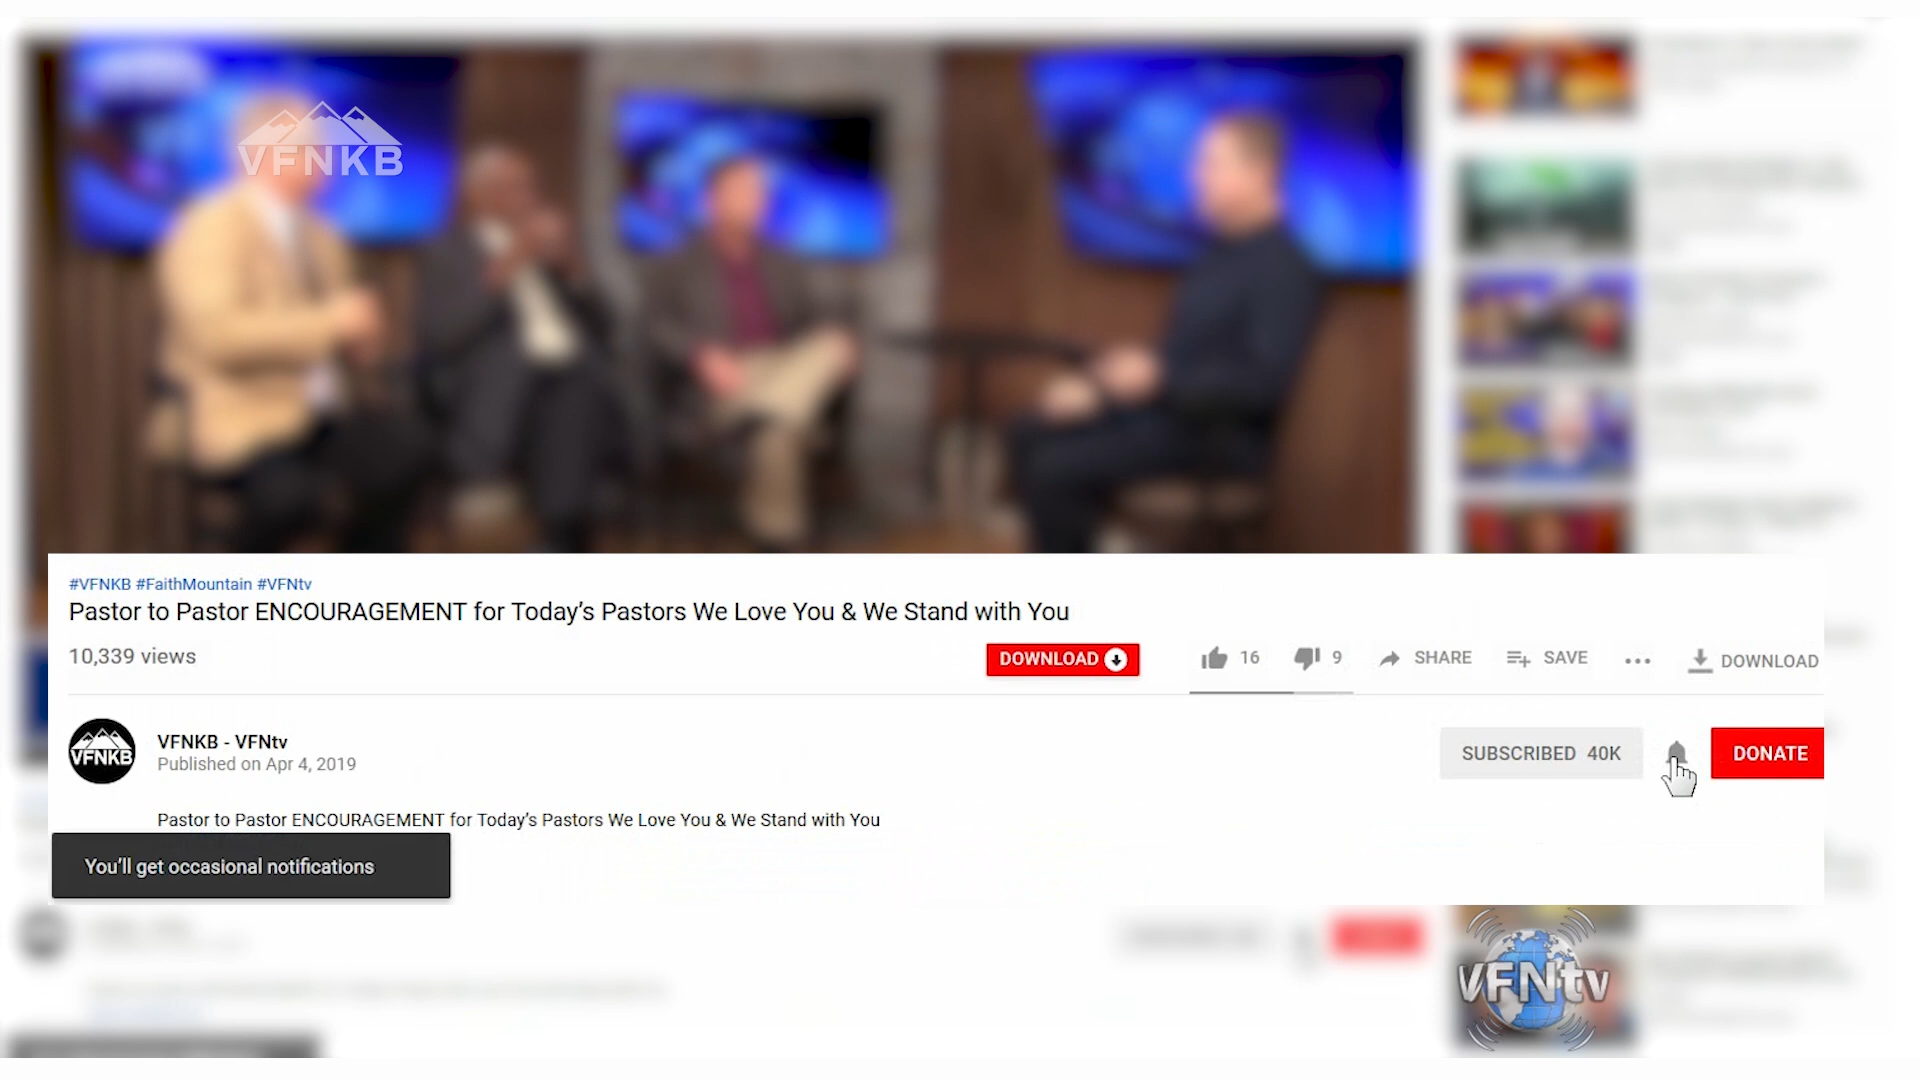 VFNKB
#VFNKB #FaithMountain #VFNtv
Pastor to Pastor ENCOURAGEMENT for Today’s Pastors We Love You & We Stand with You
10,339 views
DOWNLOAD
16
9
SHARE
SAVE
DOWNLOAD
VFNKB
VFNKB - VFNtv
Published on Apr 4, 2019
SUBSCRIBED 40K
DONATE
Pastor to Pastor ENCOURAGEMENT for Today’s Pastors We Love You & We Stand with You
You’ll get occasional notifications
VFNtv